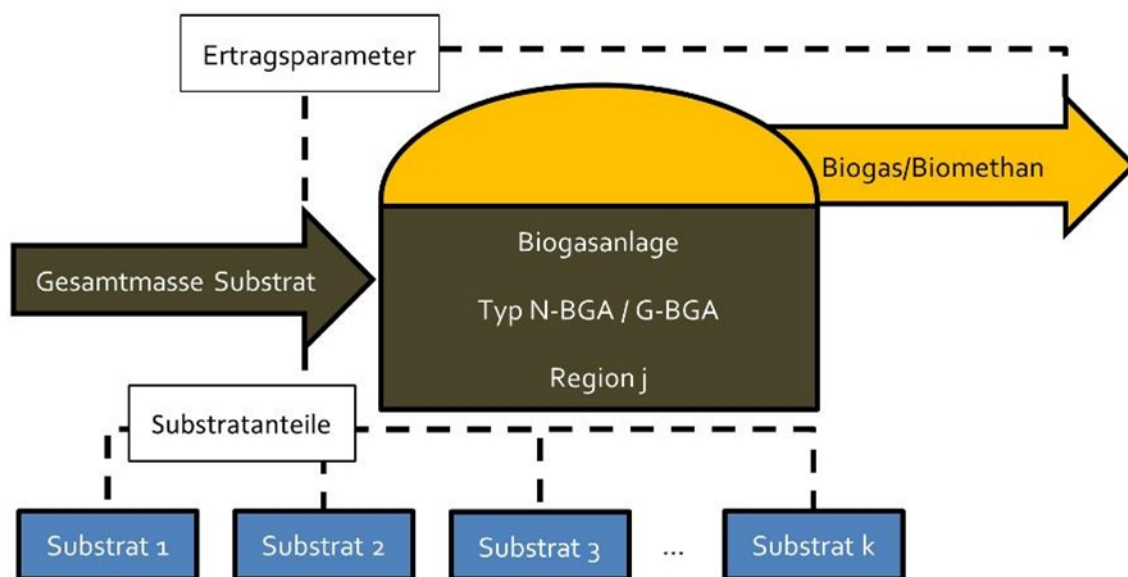 Ertragsparameter
Biogas/Biomethan
Biogasanlage
Gesamtmasse Substrat
Typ N-BGA / G-BGA
Region j
Substratanteile
Substrat 1
Substrat 2
Substrat 3
...
Substrat k